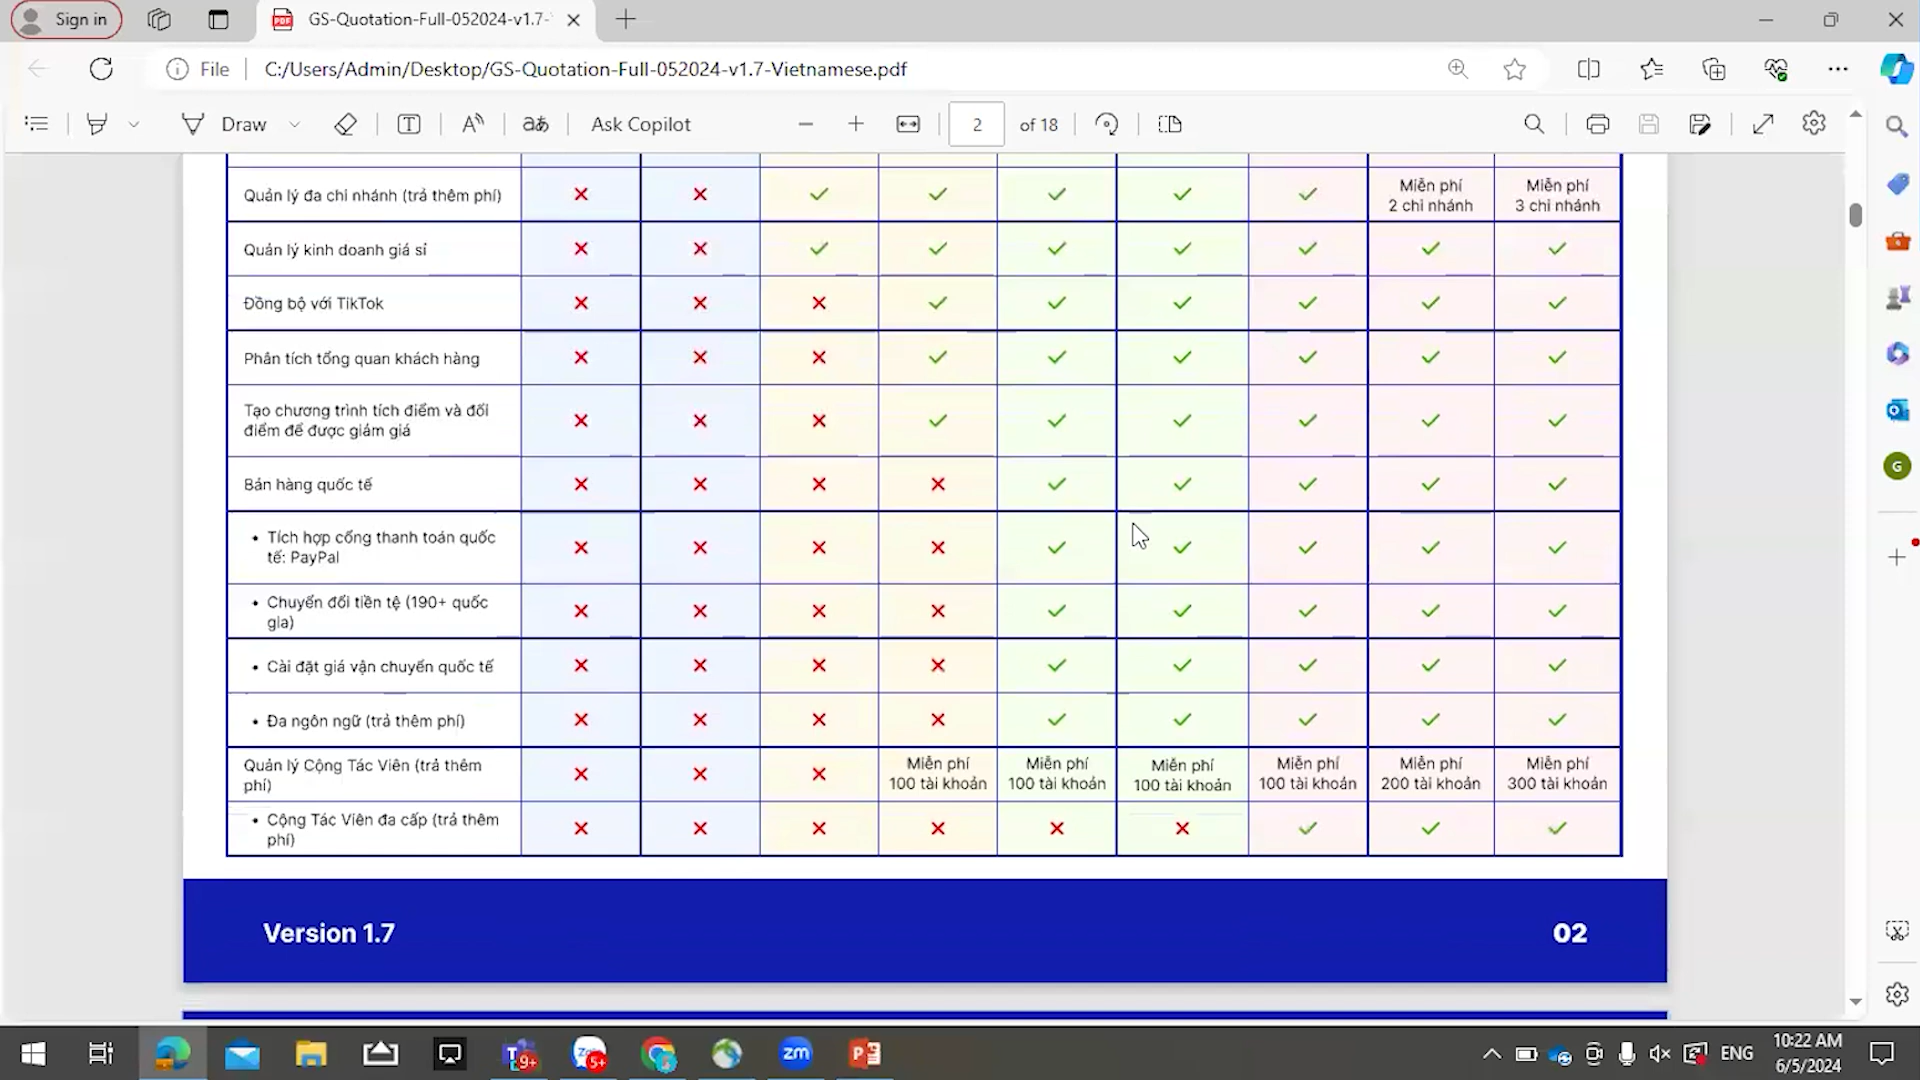 Sign in
GS-Quotation-Full-052024-v1.7-
File
C:/Users/Admin/Desktop/GS-Quotation-Full-052024-v1.7-Vietnamese.pdf
Draw
aあ
Ask Copilot
2
of 18
Quản lý đa chi nhánh (trả thêm phí)
Miễn phí
2 chi nhánh
Miễn phí
3 chi nhánh
Quản lý kinh doanh giá sỉ
Đồng bộ với TikTok
Phân tích tổng quan khách hàng
Tạo chương trình tích điểm và đổi
điểm để được giảm giá
Bán hàng quốc tế
• Tích hợp cổng thanh toán quốc
tế: PayPal
• Chuyển đổi tiền tệ (190+ quốc
gia)
• Cài đặt giá vận chuyển quốc tế
• Đa ngôn ngữ (trả thêm phí)
Quản lý Cộng Tác Viên (trả thêm
phí)
Miễn phí
100 tài khoản
Miễn phí
100 tài khoản
Miễn phí
100 tài khoản
Miễn phí
100 tài khoản
Miễn phí
200 tài khoản
Miễn phí
300 tài khoản
• Cộng Tác Viên đa cấp (trả thêm
phí)
Version 1.7
02
G
9+
5+
zm
ENG
10:22 AM
6/5/2024